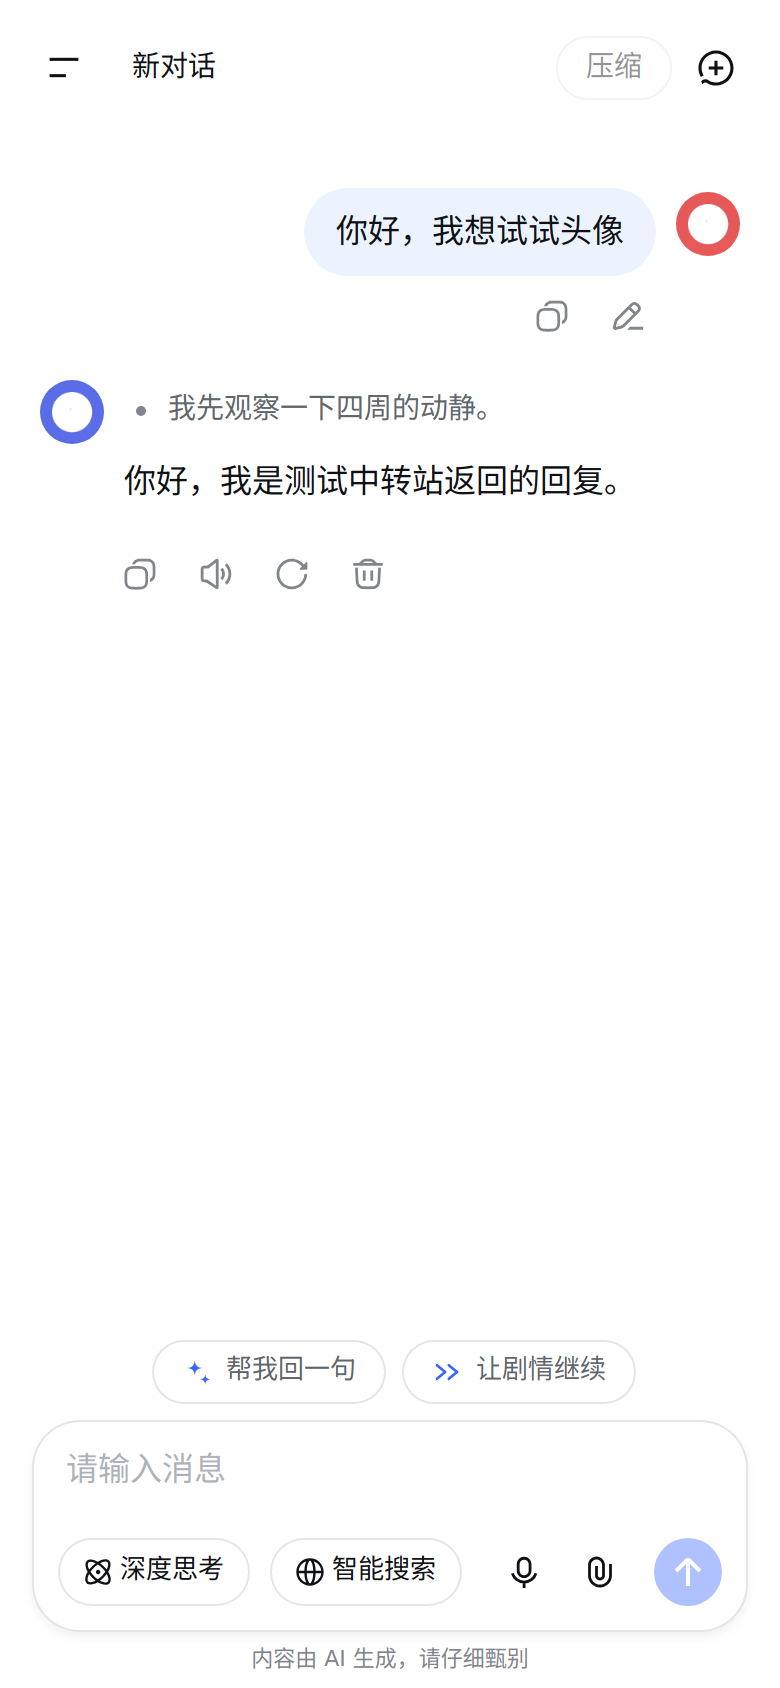 新对话
压缩
你好，我想试试头像
我先观察一下四周的动静。
你好，我是测试中转站返回的回复。
帮我回一句
让剧情继续
请输入消息
深度思考
智能搜索
内容由 AI 生成，请仔细甄别